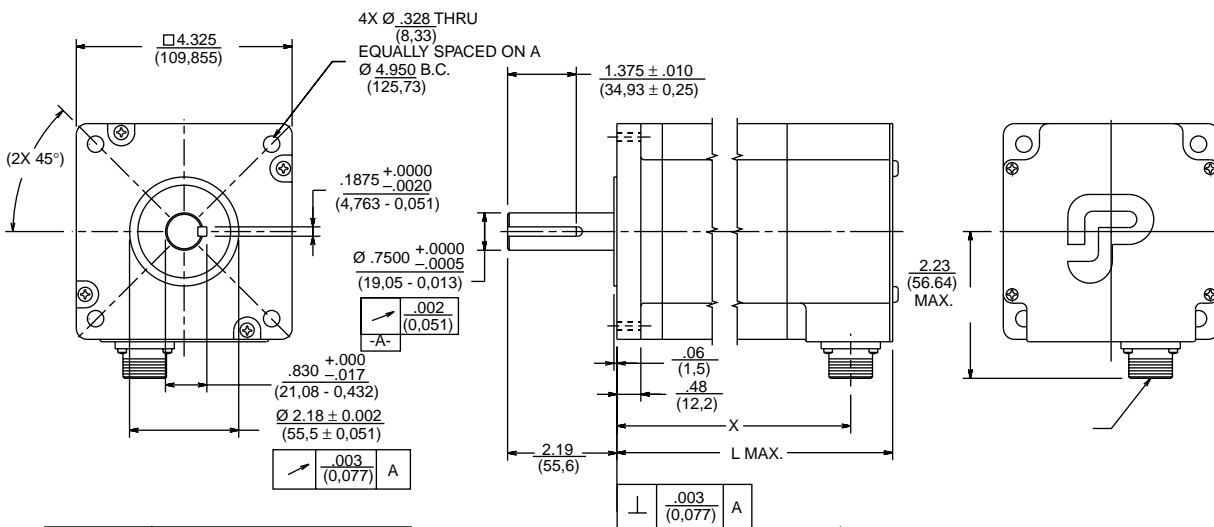 4X Ø .328 THRU
(8,33)
EQUALLY SPACED ON A
Ø 4.950 B.C.
(125,73)
□4.325
(109,855)
1.375 ± .010
(34,93 ± 0,25)
(2X 45°)
.1875 +.0000
–.0020
(4,763 - 0,051)
Ø .7500 +.0000
–.0005
(19,05 - 0,013)
.002
(0,051)
-A-
2.23
(56.64)
MAX.
.830 +.000
–.017
(21,08 - 0,432)
Ø 2.18 ± 0.002
(55,5 ± 0,051)
.003
(0,077)
A
.06
(1,5)
.48
(12,2)
X
2.19
(55,6)
L MAX.
⊥
.003
(0,077)
A